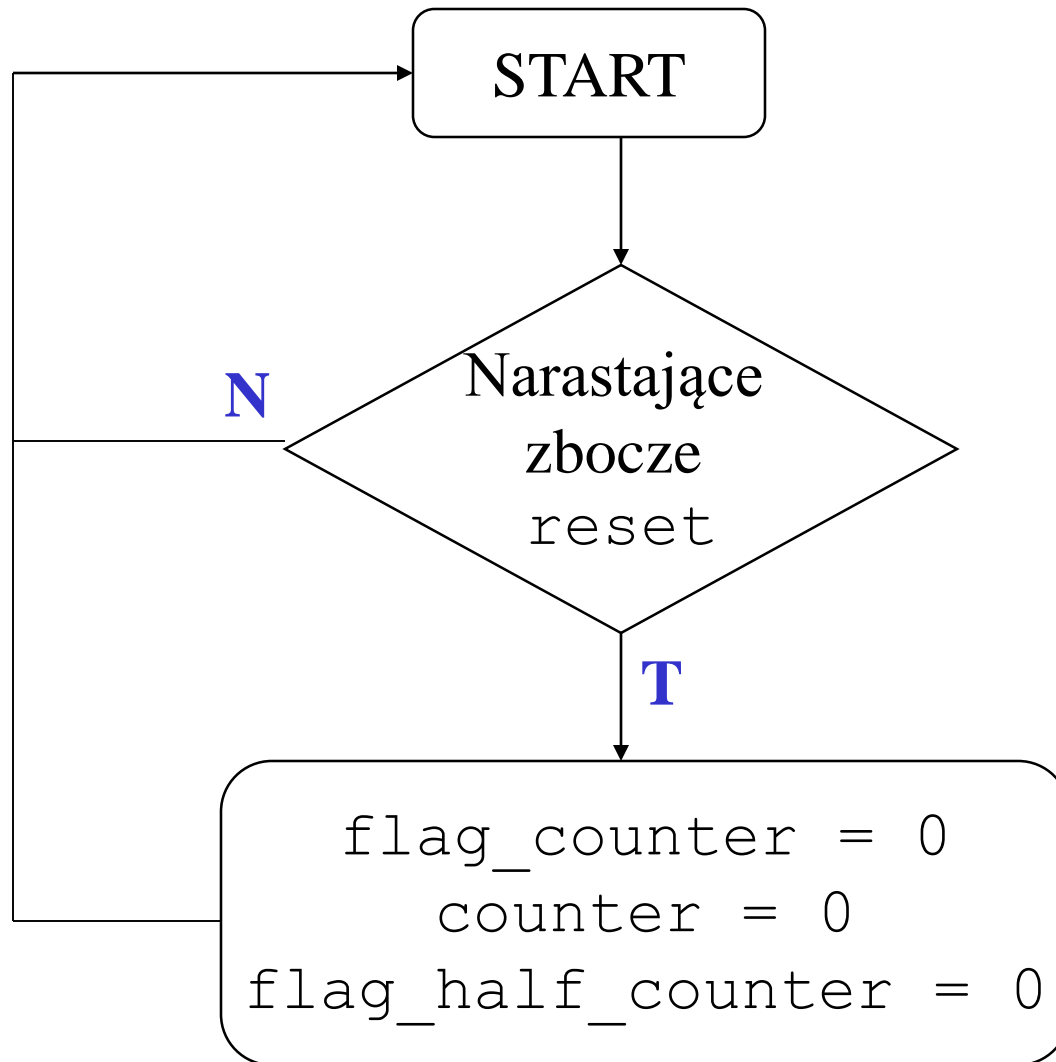 START
N
Narastające
zbocze
reset
T
flag_counter = 0
counter = 0
flag_half_counter = 0